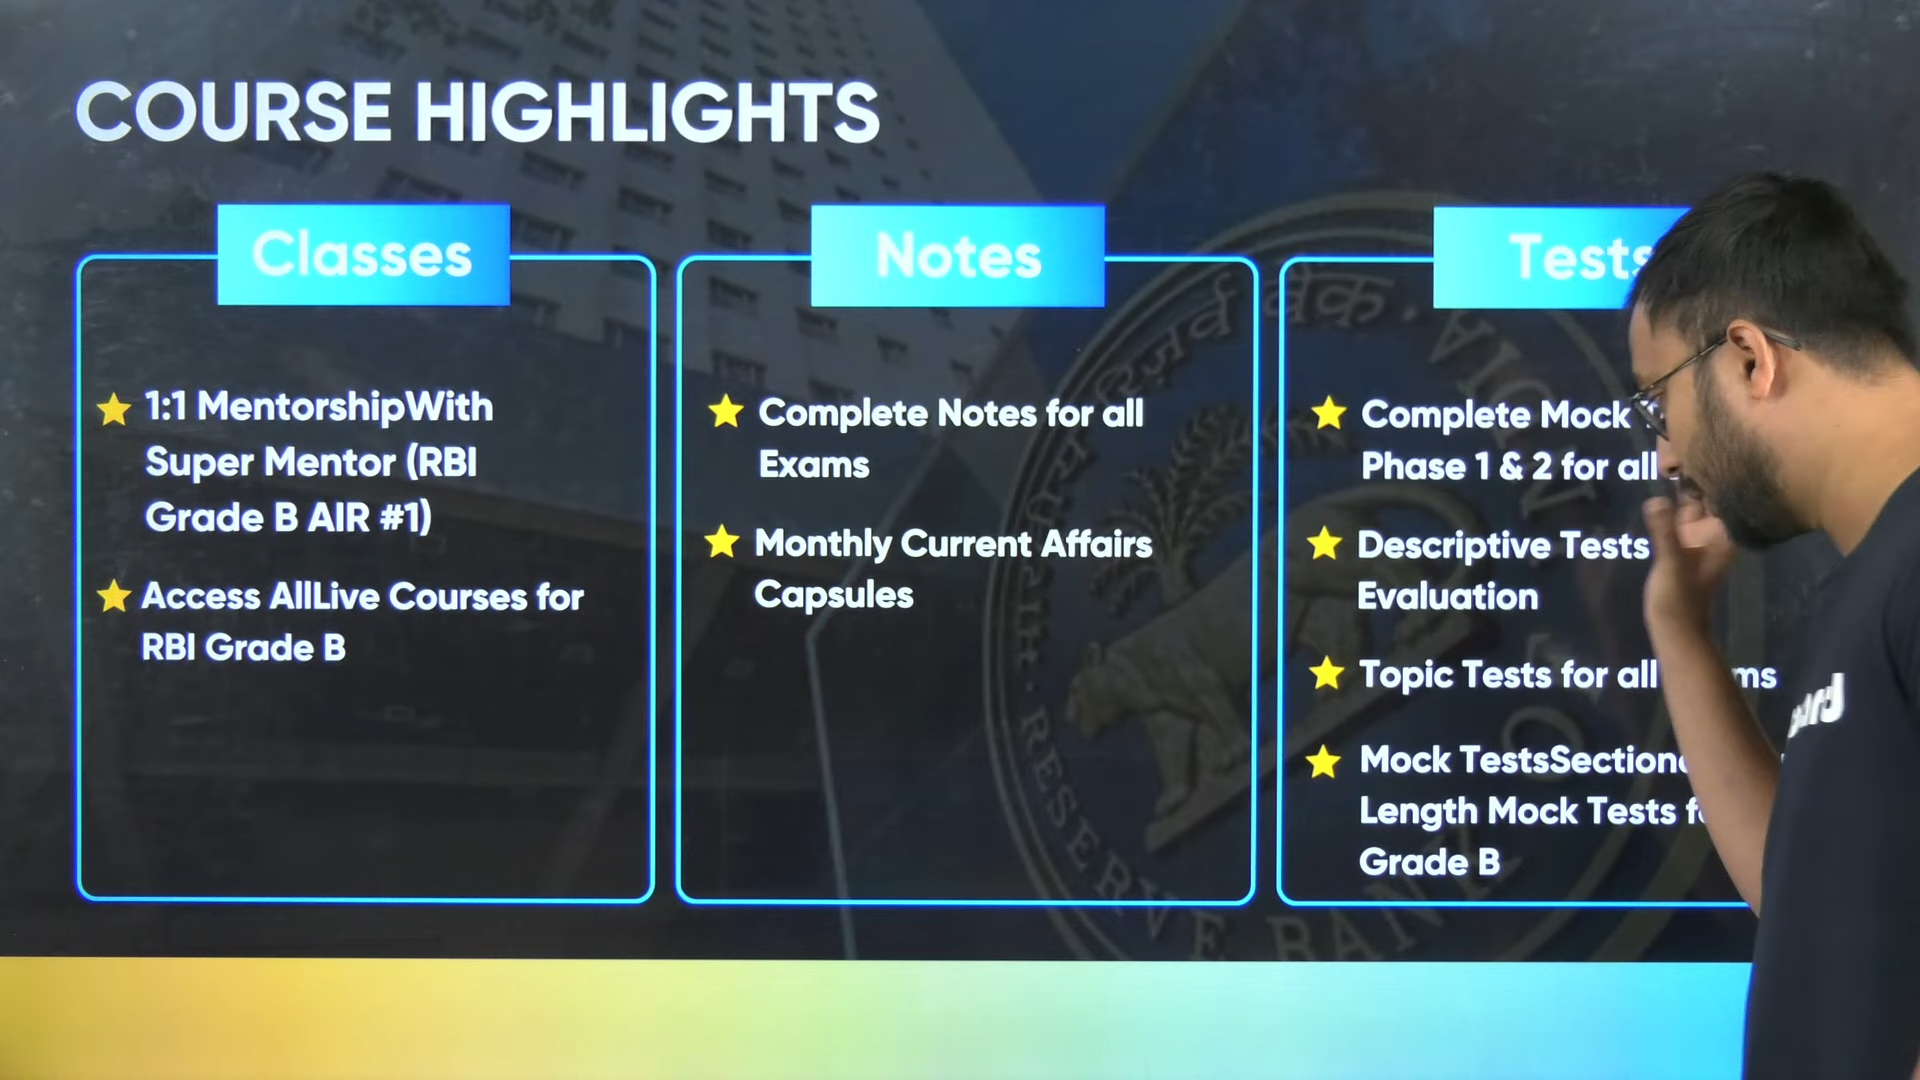 COURSE HIGHLIGHTS
Classes
1:1 MentorshipWith
Super Mentor (RBI
Grade B AIR #1)
Access AllLive Courses for
RBI Grade B
Notes
Complete Notes for all
Exams
Monthly Current Affairs
Capsules
Tests
Complete Mock
Phase 1 & 2 for all
Descriptive Tests
Evaluation
Topic Tests for all
Mock TestsSection
Length Mock Tests
Grade B
रिज़र्व बैंक
RESERVE BANK